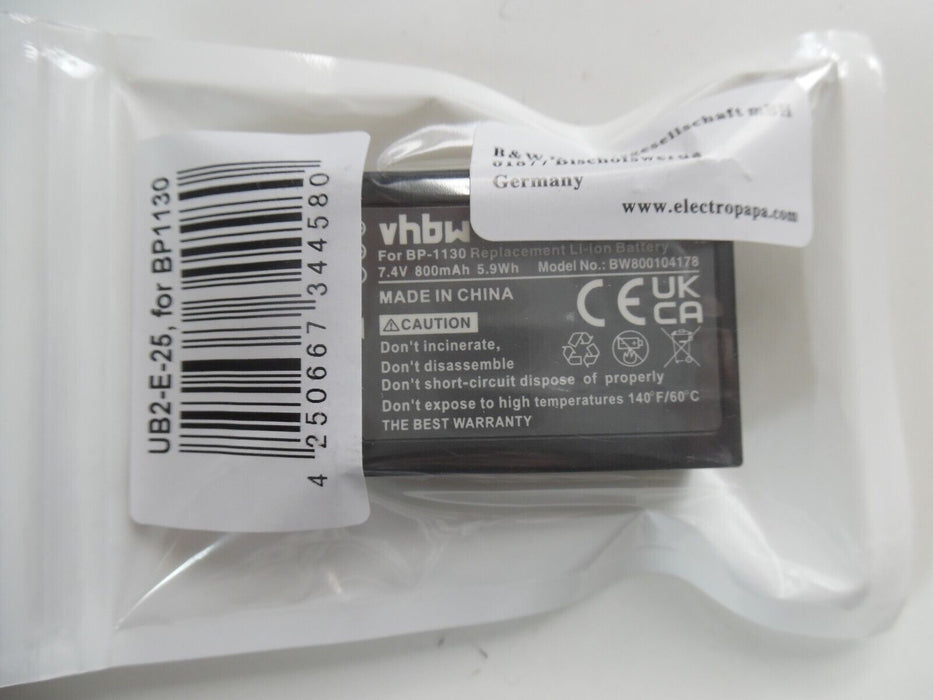 UB2-E-25, for BP1130
4 250667 344580
gesellschaft mbH
B&W
Germany
www.electropapa.com
vhbw
For BP-1130 Replacement Li-ion Battery
7.4V 800mAh 5.9Wh Model No.: BW800104178
MADE IN CHINA
CE UK
CA
CAUTION
Don't incinerate,
Don't disassemble
Don't short-circuit dispose of properly
Don't expose to high temperatures 140°F/60°C
THE BEST WARRANTY